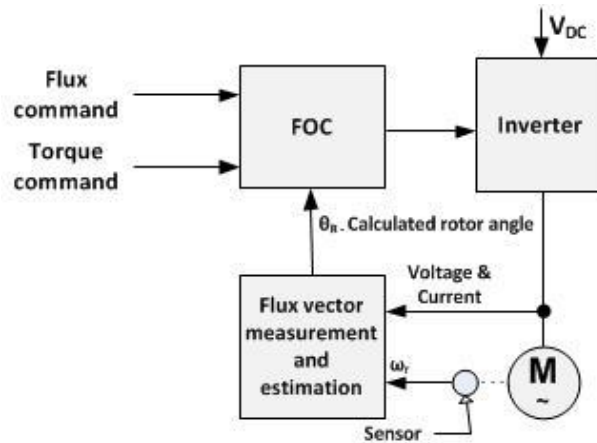 V_DC
Flux
command
FOC
Inverter
Torque
command
θ_R - Calculated rotor angle
Voltage &
Current
Flux vector
measurement
and
estimation
ω_r
M
~
Sensor